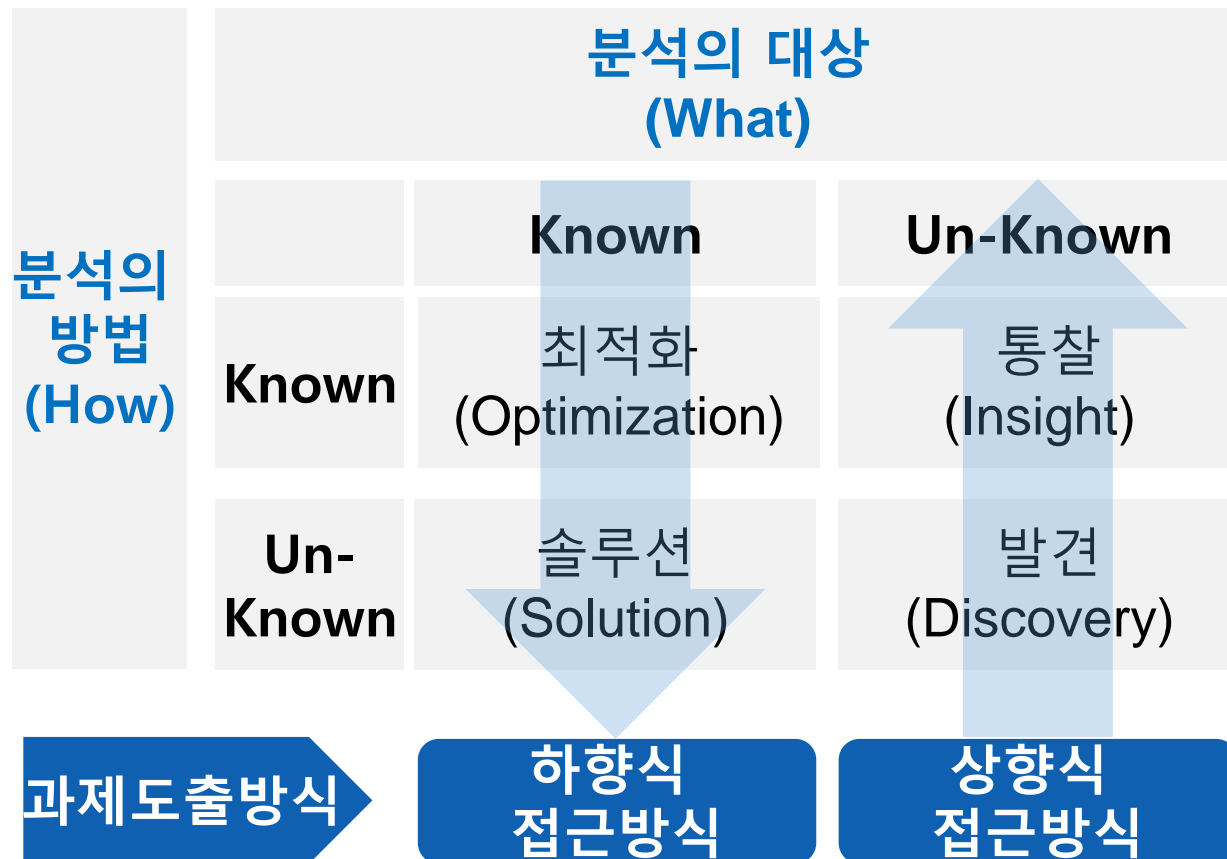 분석의 대상
(What)
분석의
방법
(How)
Known
Un-Known
Known
최적화
(Optimization)
통찰
(Insight)
Un-
Known
솔루션
(Solution)
발견
(Discovery)
과제도출방식
하향식
접근방식
상향식
접근방식